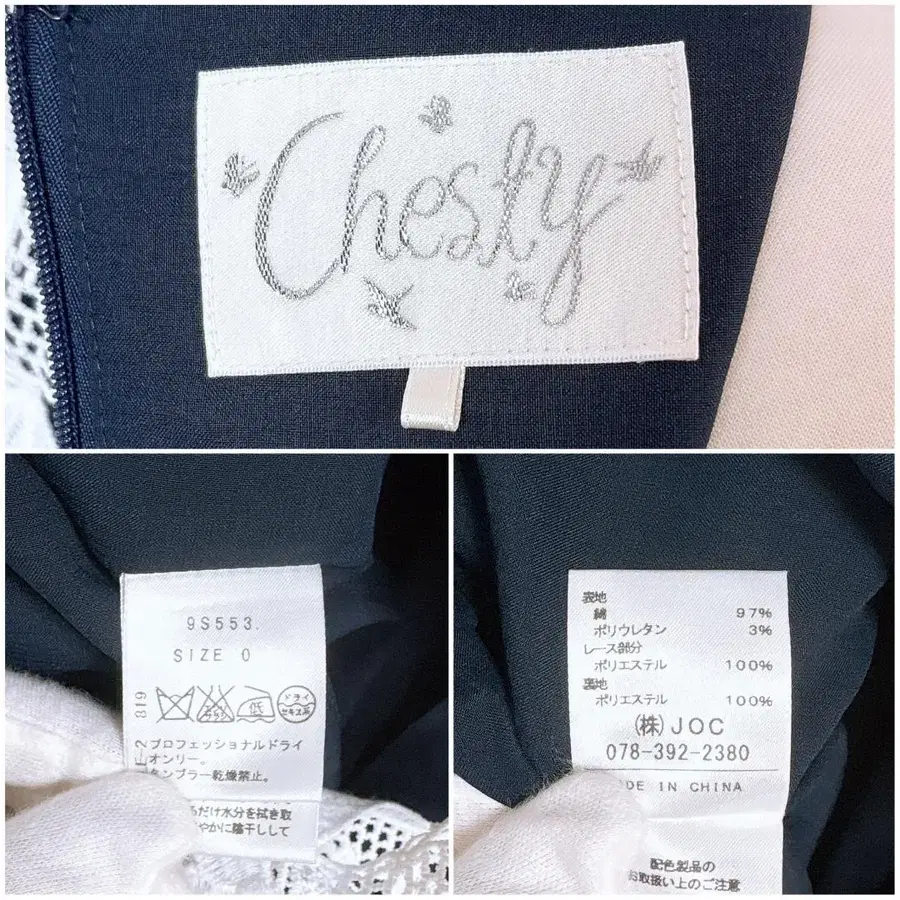 Chesty
9S553.
SIZE 0
819
低
ドライ
セキユ系
プロフェッショナルドライ
オンリー。
タンブラー乾燥禁止。
だけ水分を拭き取
やかに陰干しして
表地
綿 97%
ポリウレタン 3%
レース部分
ポリエステル 100%
裏地
ポリエステル 100%
(株)JOC
078-392-2380
DE IN CHINA
配色製品の
お取扱い上のご注意